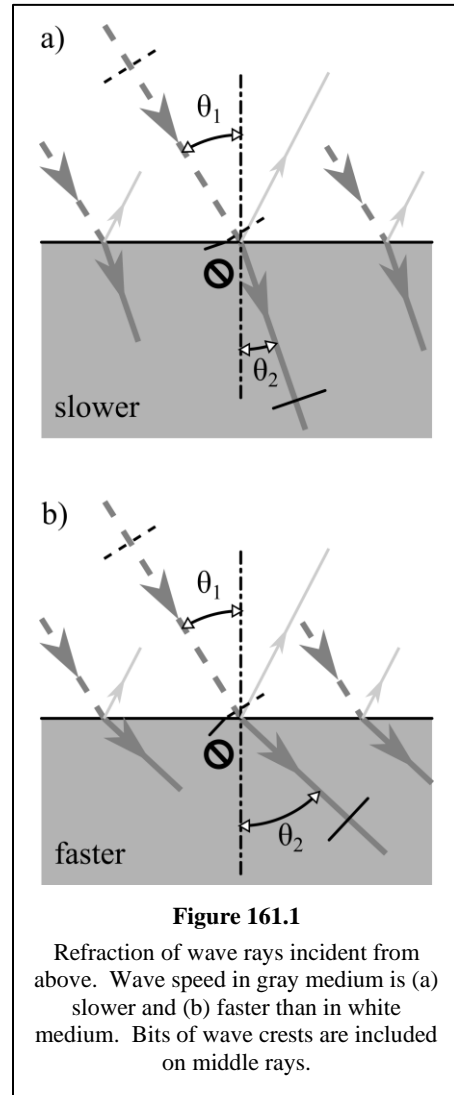 a)
θ1
θ2
slower
b)
θ1
θ2
faster
Figure 161.1
Refraction of wave rays incident from
above. Wave speed in gray medium is (a)
slower and (b) faster than in white
medium. Bits of wave crests are included
on middle rays.